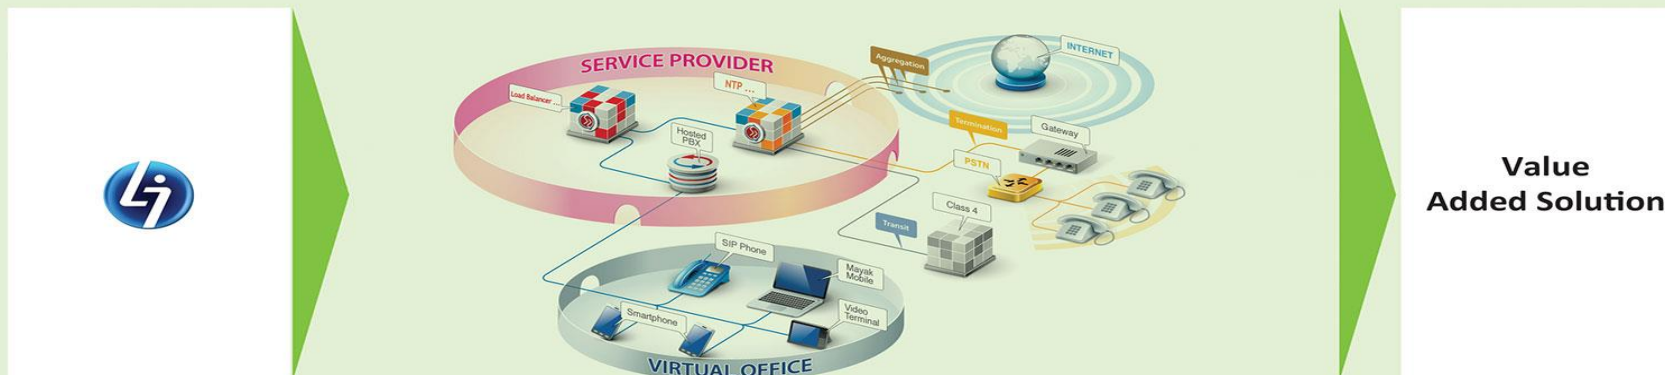 SERVICE PROVIDER
Load Balancer ...
NTP ...
Hosted
PBX
Aggregation
INTERNET
Termination
Gateway
PSTN
Class 4
Transit
SIP Phone
Mayak
Mobile
Smartphone
Video
Terminal
VIRTUAL OFFICE
Value
Added Solution